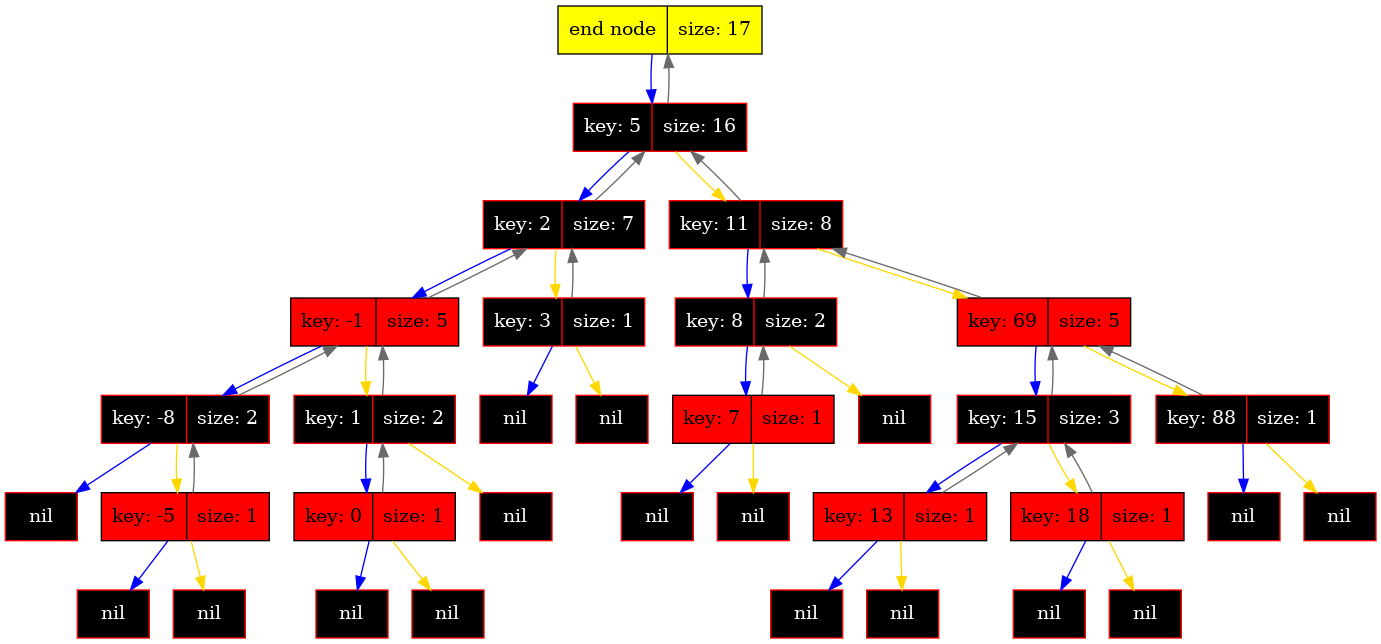 end node size: 17
key: 5 size: 16
key: 2 size: 7
key: 11 size: 8
key: -1 size: 5
key: 3 size: 1
key: 8 size: 2
key: 69 size: 5
key: -8 size: 2
key: 1 size: 2
nil
nil
key: 7 size: 1
nil
key: 15 size: 3
key: 88 size: 1
nil
key: -5 size: 1
key: 0 size: 1
nil
nil
nil
key: 13 size: 1
key: 18 size: 1
nil
nil
nil
nil
nil
nil
nil
nil
nil
nil